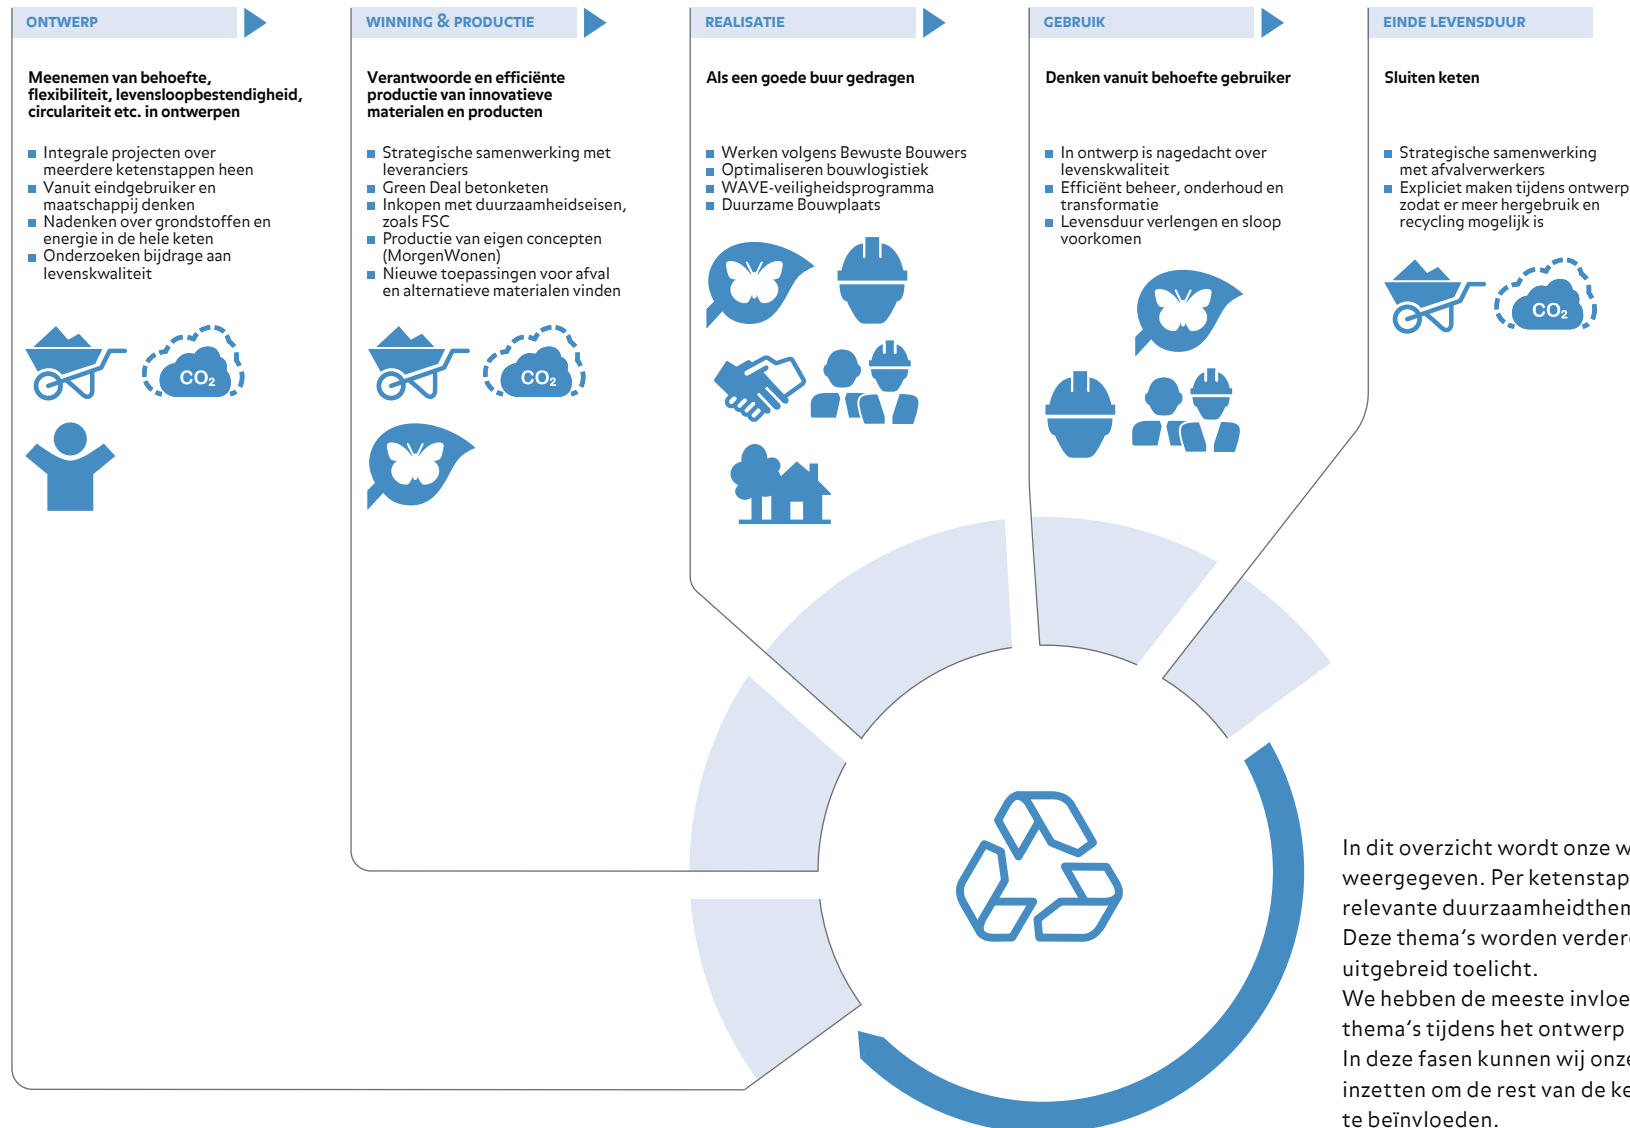 ONTWERP
Meenemen van behoefte,
flexibiliteit, levensloopbestendigheid,
circulariteit etc. in ontwerpen
Integrale projecten over
meerdere ketenstappen heen
Vanuit eindgebruiker en
maatschappij denken
Nadenken over grondstoffen en
energie in de hele keten
Onderzoeken bijdrage aan
levenskwaliteit
CO₂
WINNING & PRODUCTIE
Verantwoorde en efficiënte
productie van innovatieve
materialen en producten
Strategische samenwerking met
leveranciers
Green Deal betonketen
Inkopen met duurzaamheidseisen,
zoals FSC
Productie van eigen concepten
(MorgenWonen)
Nieuwe toepassingen voor afval
en alternatieve materialen vinden
CO₂
REALISATIE
Als een goede buur gedragen
Werken volgens Bewuste Bouwers
Optimaliseren bouwlogistiek
WAVE-veiligheidsprogramma
Duurzame Bouwplaats
GEBRUIK
Denken vanuit behoefte gebruiker
In ontwerp is nagedacht over
levenskwaliteit
Efficiënt beheer, onderhoud en
transformatie
Levensduur verlengen en sloop
voorkomen
EINDE LEVENSDUUR
Sluiten keten
Strategische samenwerking
met afvalverwerkers
Expliciet maken tijdens ontwerp
zodat er meer hergebruik en
recycling mogelijk is
CO₂
In dit overzicht wordt onze
weergegeven. Per ketenstap
relevante
Deze thema's worden
uitgebreid toelicht.
We hebben de meeste
thema's tijdens het ontwerp
In deze fasen kunnen wij
inzetten om de rest van de
te beïnvloeden.